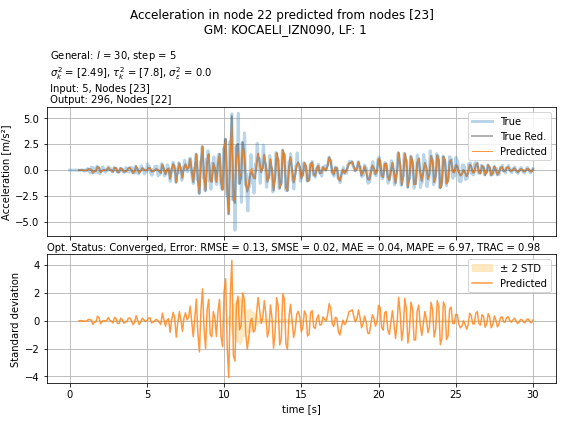 Acceleration in node 22 predicted from nodes [23]
GM: KOCAELI_IZN090, LF: 1
General: l = 30, step = 5
σ²ₖ = [2.49], τ²ₖ = [7.8], σ²ε = 0.0
Input: 5, Nodes [23]
Output: 296, Nodes [22]
Acceleration [m/s²]
5.0
2.5
0.0
−2.5
−5.0
True
True Red.
Predicted
Opt. Status: Converged, Error: RMSE = 0.13, SMSE = 0.02, MAE = 0.04, MAPE = 6.97, TRAC = 0.98
Standard deviation
4
2
0
−2
−4
± 2 STD
Predicted
0 5 10 15 20 25 30
time [s]